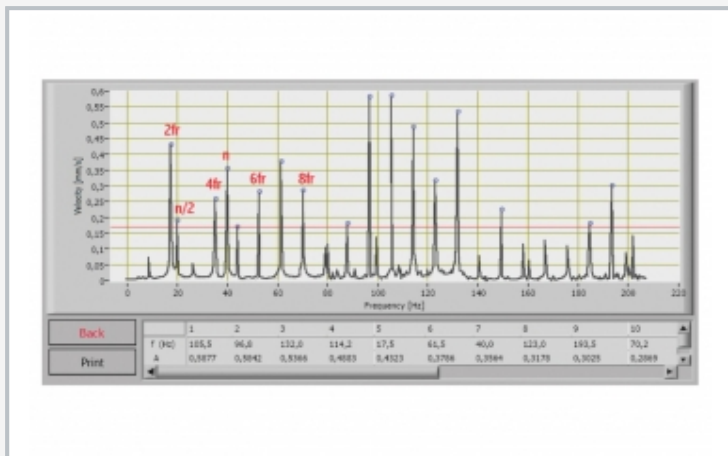 0,6
0,55
0,5
0,45
0,4
0,35
0,3
0,25
0,2
0,15
0,1
0,05
0
Velocity [mm/s]
2fr
n/2
4fr
n
6fr
8fr
0 20 40 60 80 100 120 140 160 180 200 220
Frequency [Hz]
Back
Print
1 2 3 4 5 6 7 8 9 10
f (Hz) 105,5 96,8 132,0 114,2 17,5 61,5 40,0 123,0 193,5 70,2
A 0,5877 0,5842 0,5366 0,4883 0,4323 0,3786 0,3564 0,3178 0,3025 0,2869